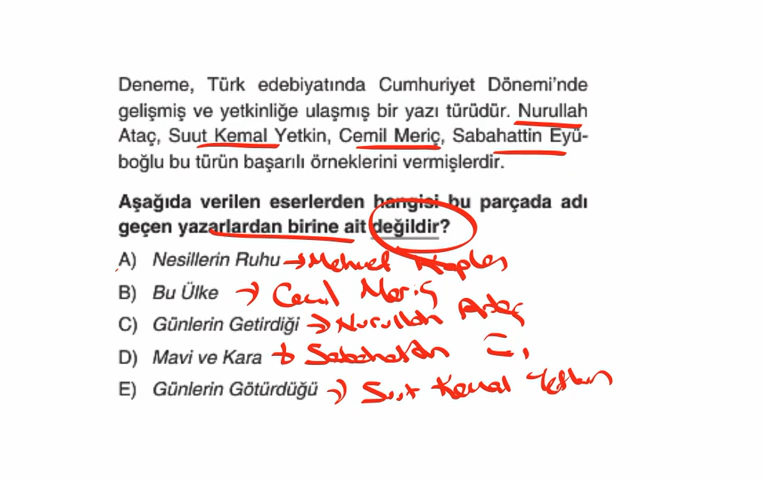 Deneme, Türk edebiyatında Cumhuriyet Dönemi’nde
gelişmiş ve yetkinliğe ulaşmış bir yazı türüdür. Nurullah
Ataç, Suut Kemal Yetkin, Cemil Meriç, Sabahattin Eyü-
boğlu bu türün başarılı örneklerini vermişlerdir.
Aşağıda verilen eserlerden hangisi bu parçada adı
geçen yazarlardan birine ait değildir?
A) Nesillerin Ruhu → Mehmet Kaplan
B) Bu Ülke → Cemil Meriç
C) Günlerin Getirdiği → Nurullah Ataç
D) Mavi ve Kara → Sabahattin E.
E) Günlerin Götürdüğü → Suut Kemal Yetkin